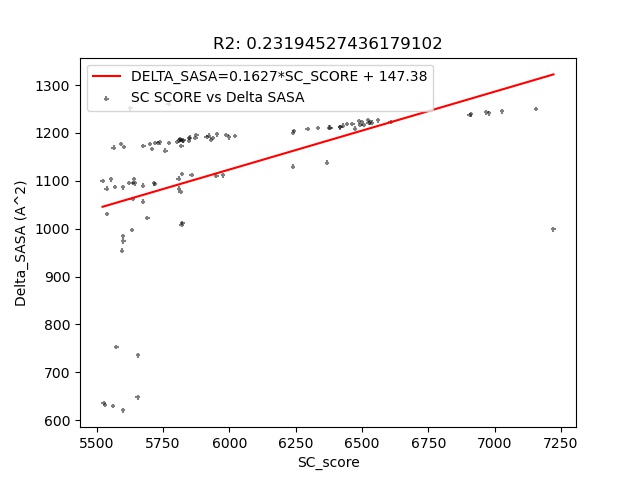 R2: 0.23194527436179102
DELTA_SASA=0.1627*SC_SCORE + 147.38
SC SCORE vs Delta SASA
Delta_SASA (A^2)
1300
1200
1100
1000
900
800
700
600
5500 5750 6000 6250 6500 6750 7000 7250
SC_score